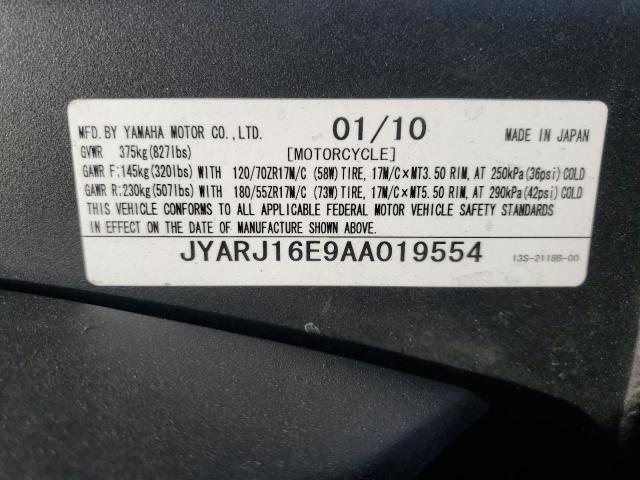 MFD. BY YAMAHA MOTOR CO.,LTD. 01/10 MADE IN JAPAN
GVWR 375kg(827lbs) [MOTORCYCLE]
GAWR F:145kg(320lbs)WITH 120/70ZR17M/C (58W)TIRE, 17M/C×MT3.50 RIM, AT 250kPa(36psi)COLD
GAWR R:230kg(507lbs)WITH 180/55ZR17M/C (73W)TIRE, 17M/C×MT5.50 RIM, AT 290kPa(42psi)COLD
THIS VEHICLE CONFORMS TO ALL APPLICABLE FEDERAL MOTOR VEHICLE SAFETY STANDARDS
IN EFFECT ON THE DATE OF MANUFACTURE SHOWN ABOVE.
JYARJ16E9AA019554 13S-2118B-00